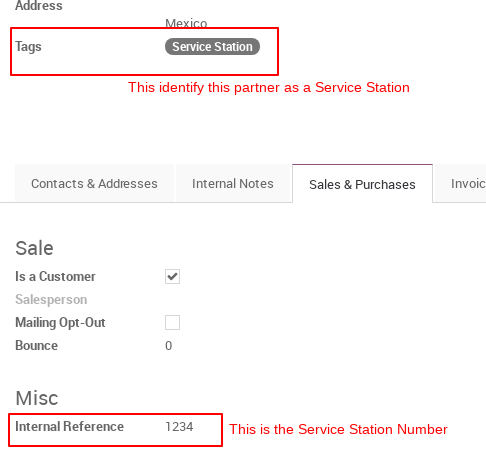 Address
Mexico
Tags Service Station
This identify this partner as a Service Station
Contacts & Addresses Internal Notes Sales & Purchases Invoic
Sale
Is a Customer
Salesperson
Mailing Opt-Out
Bounce 0
Misc
Internal Reference 1234 This is the Service Station Number